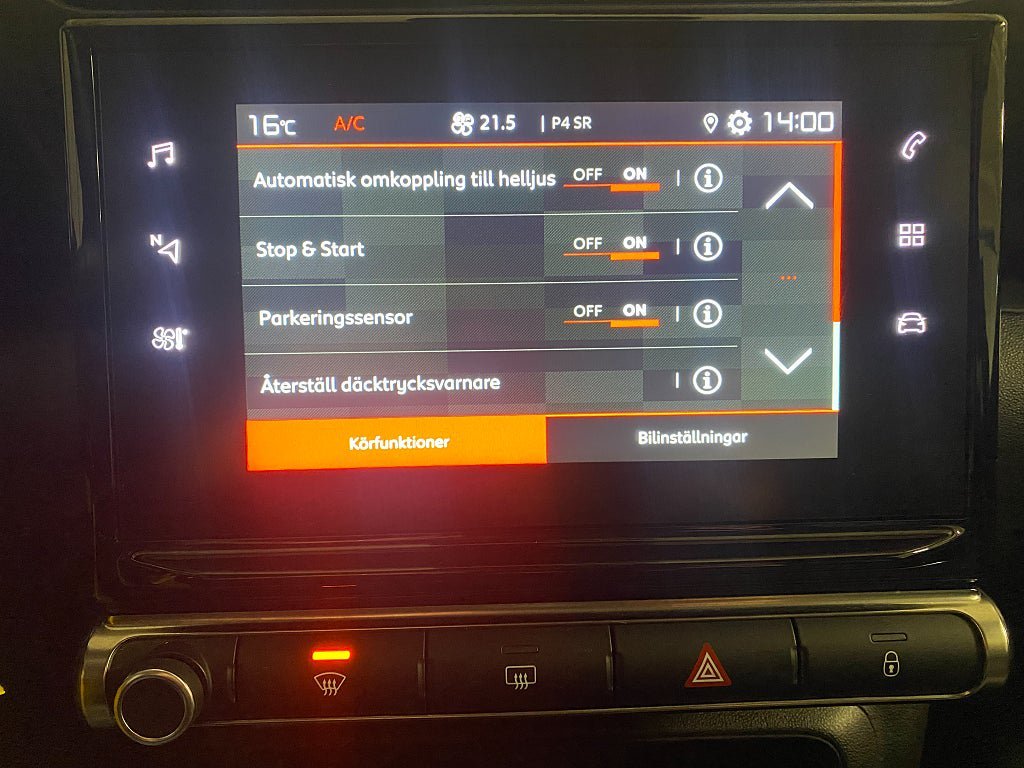 16°C A/C 21.5 | P4 SR 14:00
Automatisk omkoppling till helljus OFF ON
N
Stop & Start OFF ON
Parkeringssensor OFF ON
Återställ däcktrycksvarnare
Körfunktioner Bilinställningar